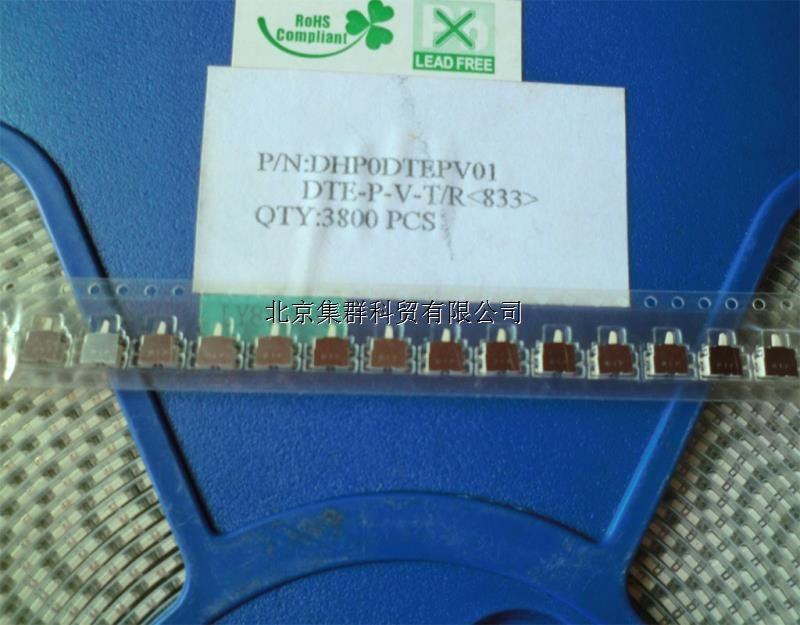 RoHS
Compliant
Pb
LEAD FREE
P/N:DHP0DTEPV01
DTE-P-V-T/R<833>
QTY:3800 PCS
北京集群科贸有限公司